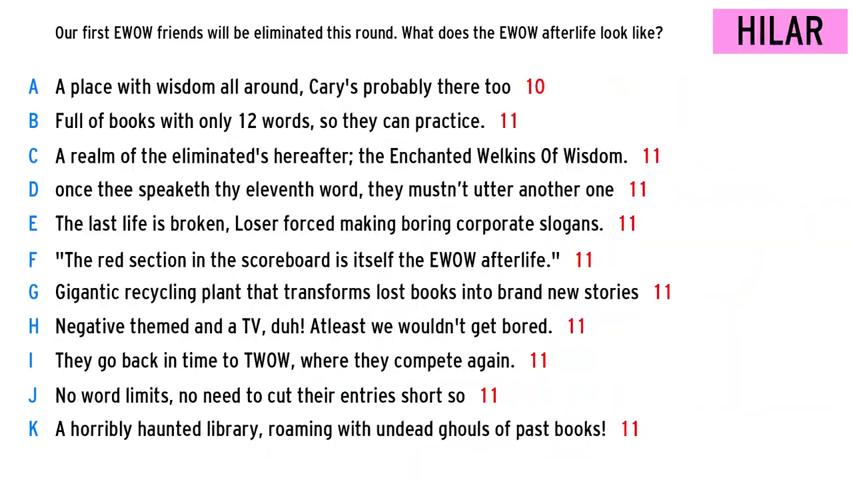 Our first EWOW friends will be eliminated this round. What does the EWOW afterlife look like?
HILAR
A A place with wisdom all around, Cary's probably there too 10
B Full of books with only 12 words, so they can practice. 11
C A realm of the eliminated's hereafter; the Enchanted Welkins Of Wisdom. 11
D once thee speaketh thy eleventh word, they mustn't utter another one 11
E The last life is broken, Loser forced making boring corporate slogans. 11
F "The red section in the scoreboard is itself the EWOW afterlife." 11
G Gigantic recycling plant that transforms lost books into brand new stories 11
H Negative themed and a TV, duh! Atleast we wouldn't get bored. 11
I They go back in time to TWOW, where they compete again. 11
J No word limits, no need to cut their entries short so 11
K A horribly haunted library, roaming with undead ghouls of past books! 11